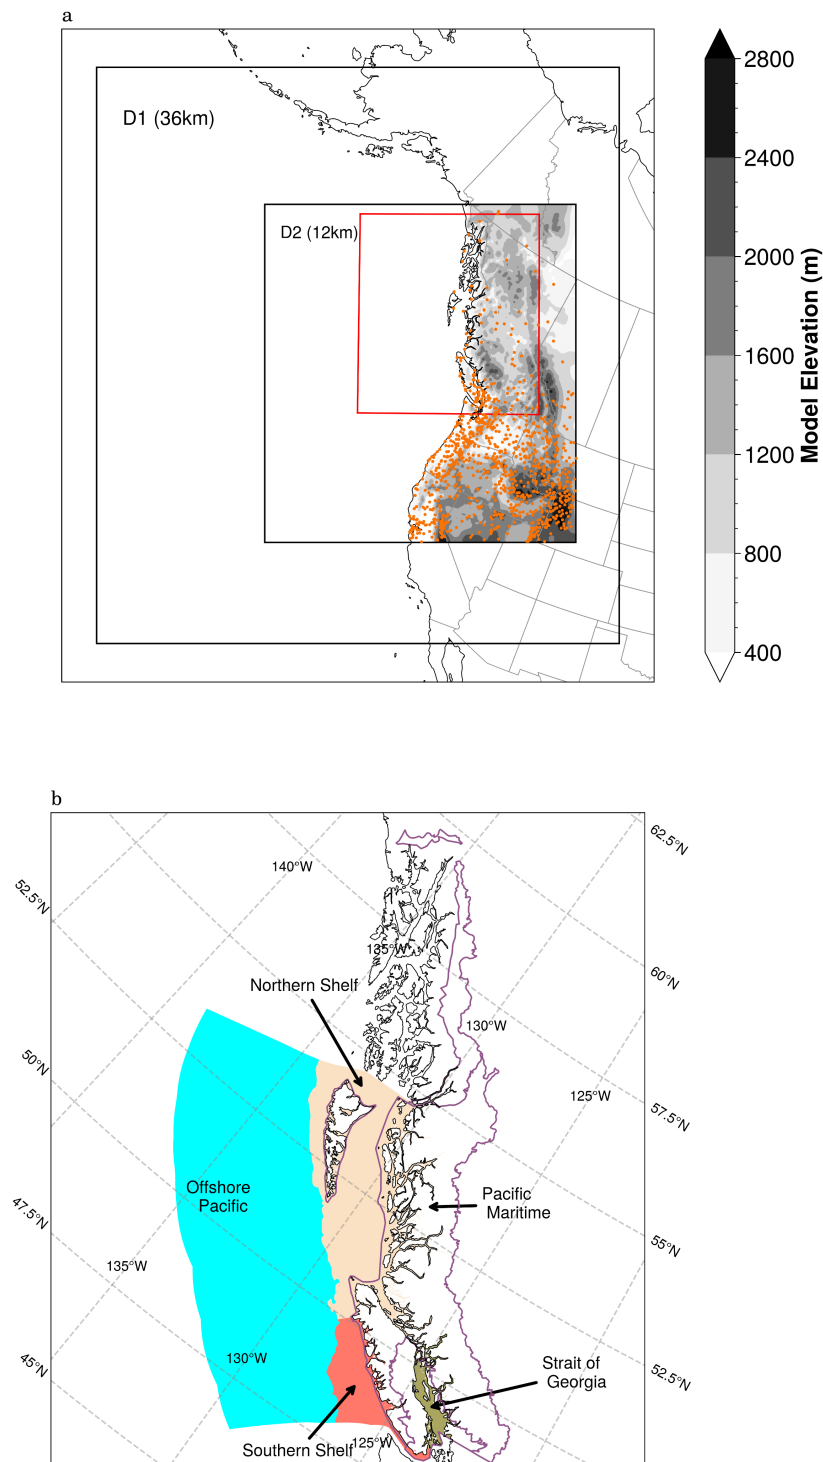 a
D1 (36km)
D2 (12km)
2800
2400
2000
1600
1200
800
400
Model Elevation (m)
b
62.5°N
140°W
52.5°N
135°W
60°N
Northern Shelf
130°W
50°N
125°W
57.5°N
Offshore
Pacific
Pacific
Maritime
47.5°N
55°N
135°W
130°W
45°N
Strait of
Georgia
52.5°N
Southern Shelf
125°W